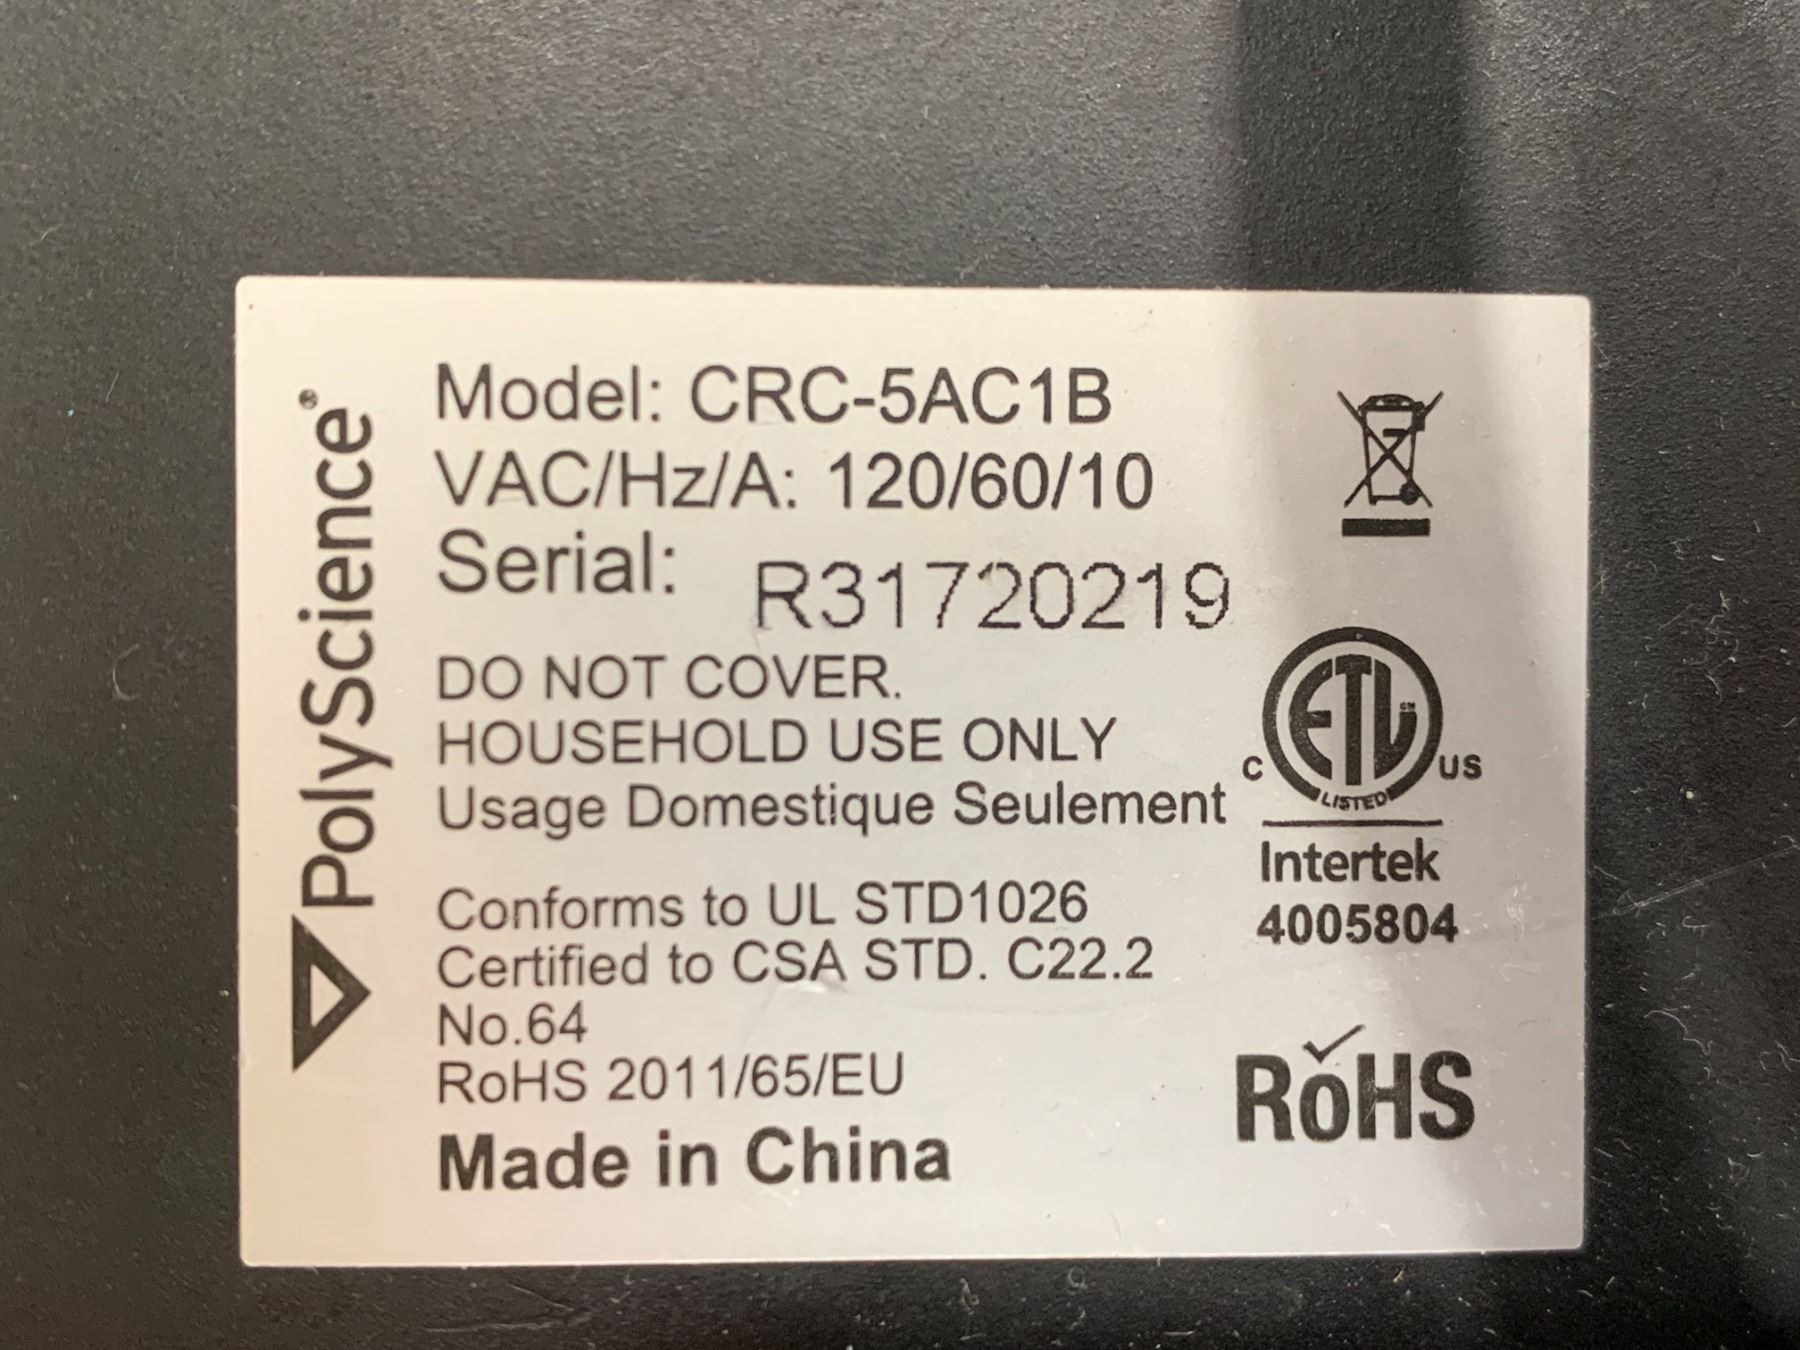 PolyScience®
Model: CRC-5AC1B
VAC/Hz/A: 120/60/10
Serial: R31720219
DO NOT COVER.
HOUSEHOLD USE ONLY
Usage Domestique Seulement
Conforms to UL STD1026
Certified to CSA STD. C22.2
No.64
RoHS 2011/65/EU
Made in China
ETL CM
C US
LISTED
Intertek
4005804
RoHS